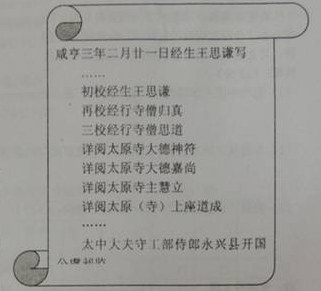 咸亨三年二月廿一日经生王思谦写
……
初校经生王思谦
再校经行寺僧归真
三校经行寺僧思道
详阅太原寺大德神符
详阅太原寺大德嘉尚
详阅太原寺主慧立
详阅太原（寺）上座道成
……
太中大夫守工部侍郎永兴县开国
公虞昶监